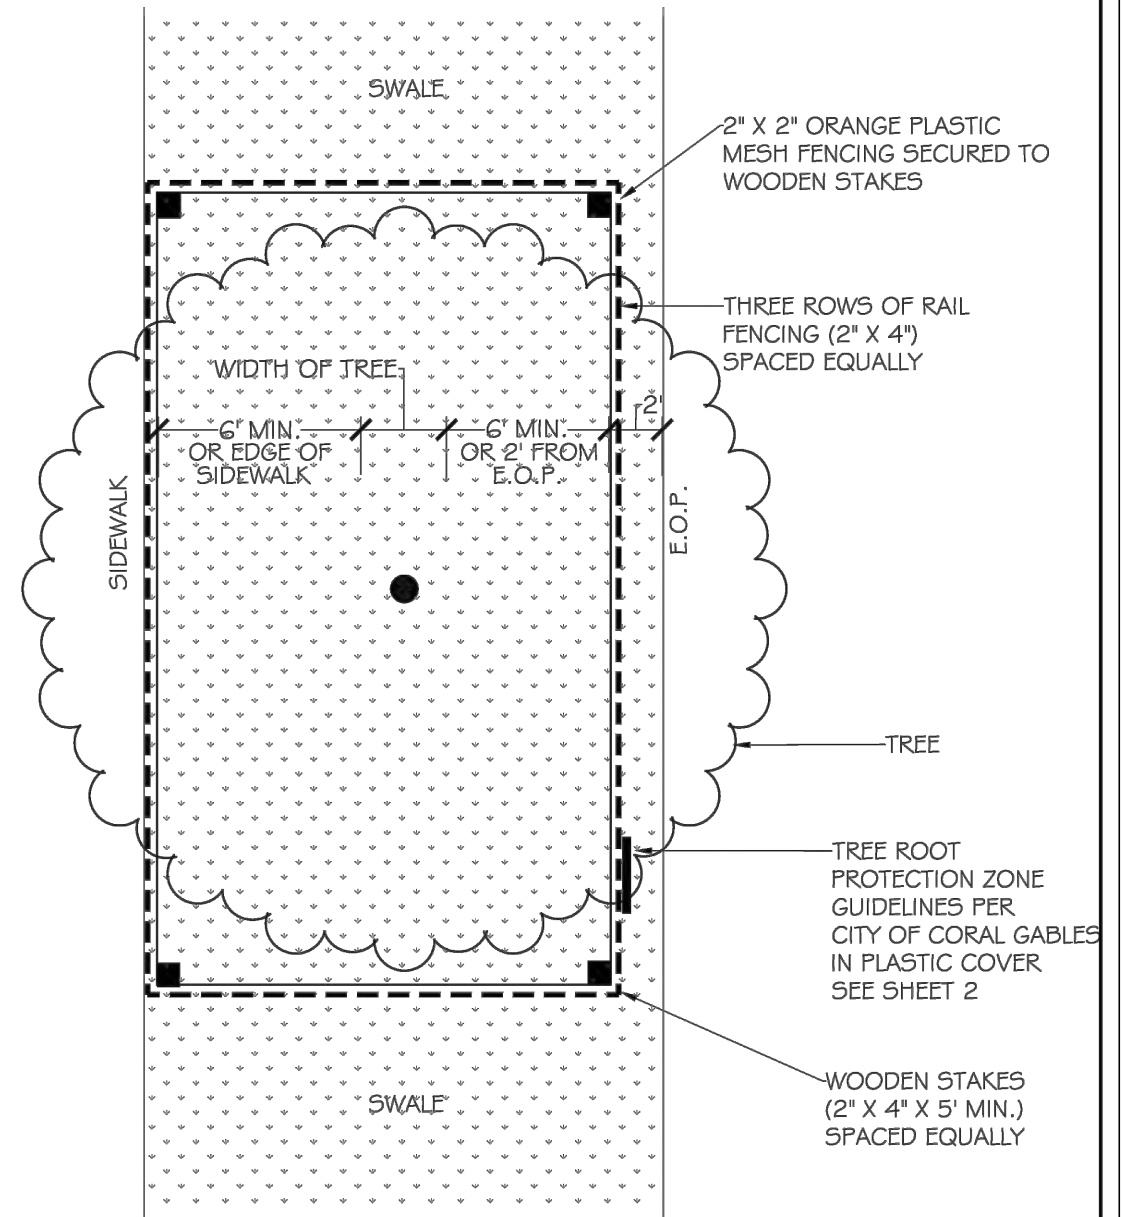 SWALE
2" X 2" ORANGE PLASTIC
MESH FENCING SECURED TO
WOODEN STAKES
THREE ROWS OF RAIL
FENCING (2" X 4")
SPACED EQUALLY
WIDTH OF TREE
2'
6' MIN.
OR EDGE OF
SIDEWALK
6' MIN.
OR 2' FROM
E.O.P.
SIDEWALK
E.O.P.
TREE
TREE ROOT
PROTECTION ZONE
GUIDELINES PER
CITY OF CORAL GABLES
IN PLASTIC COVER
SEE SHEET 2
WOODEN STAKES
(2" X 4" X 5' MIN.)
SPACED EQUALLY
SWALE